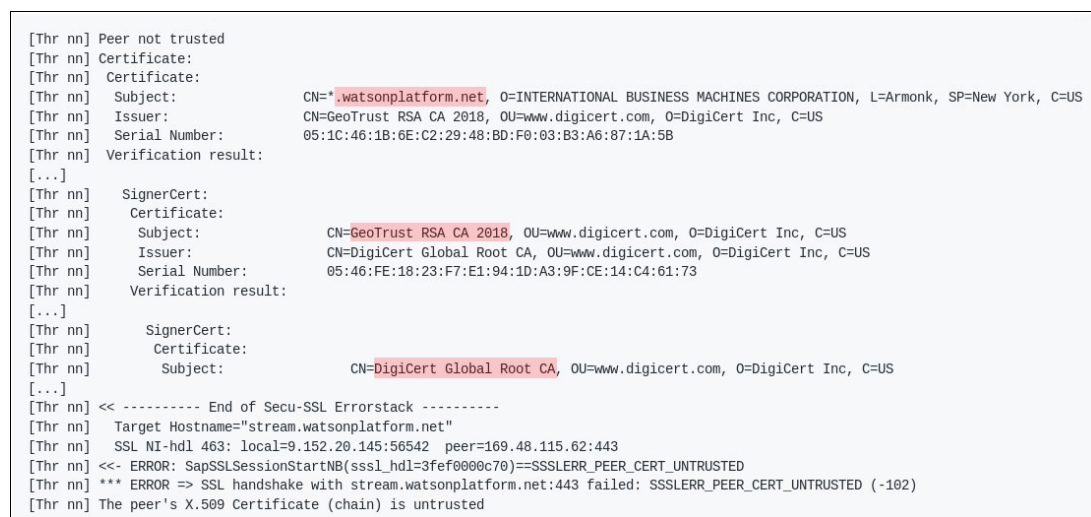 [Thr nn] Peer not trusted
[Thr nn] Certificate:
[Thr nn]  Certificate:
[Thr nn]   Subject:                CN=*.watsonplatform.net, O=INTERNATIONAL BUSINESS MACHINES CORPORATION, L=Armonk, SP=New York, C=US
[Thr nn]   Issuer:                 CN=GeoTrust RSA CA 2018, OU=www.digicert.com, O=DigiCert Inc, C=US
[Thr nn]   Serial Number:          05:1C:46:1B:6E:C2:29:48:BD:F0:03:B3:A6:87:1A:5B
[Thr nn]  Verification result:
[...]
[Thr nn]    SignerCert:
[Thr nn]     Certificate:
[Thr nn]      Subject:                CN=GeoTrust RSA CA 2018, OU=www.digicert.com, O=DigiCert Inc, C=US
[Thr nn]      Issuer:                 CN=DigiCert Global Root CA, OU=www.digicert.com, O=DigiCert Inc, C=US
[Thr nn]      Serial Number:          05:46:FE:18:23:F7:E1:94:1D:A3:9F:CE:14:C4:61:73
[Thr nn]     Verification result:
[...]
[Thr nn]       SignerCert:
[Thr nn]        Certificate:
[Thr nn]         Subject:                CN=DigiCert Global Root CA, OU=www.digicert.com, O=DigiCert Inc, C=US
[...]
[Thr nn] << ---------- End of Secu-SSL Errorstack ----------
[Thr nn]   Target Hostname="stream.watsonplatform.net"
[Thr nn]   SSL NI-hdl 463: local=9.152.20.145:56542  peer=169.48.115.62:443
[Thr nn] <<- ERROR: SapSSLSessionStartNB(sssl_hdl=3fef0000c70)==SSSLERR_PEER_CERT_UNTRUSTED
[Thr nn] *** ERROR => SSL handshake with stream.watsonplatform.net:443 failed: SSSLERR_PEER_CERT_UNTRUSTED (-102)
[Thr nn] The peer's X.509 Certificate (chain) is untrusted